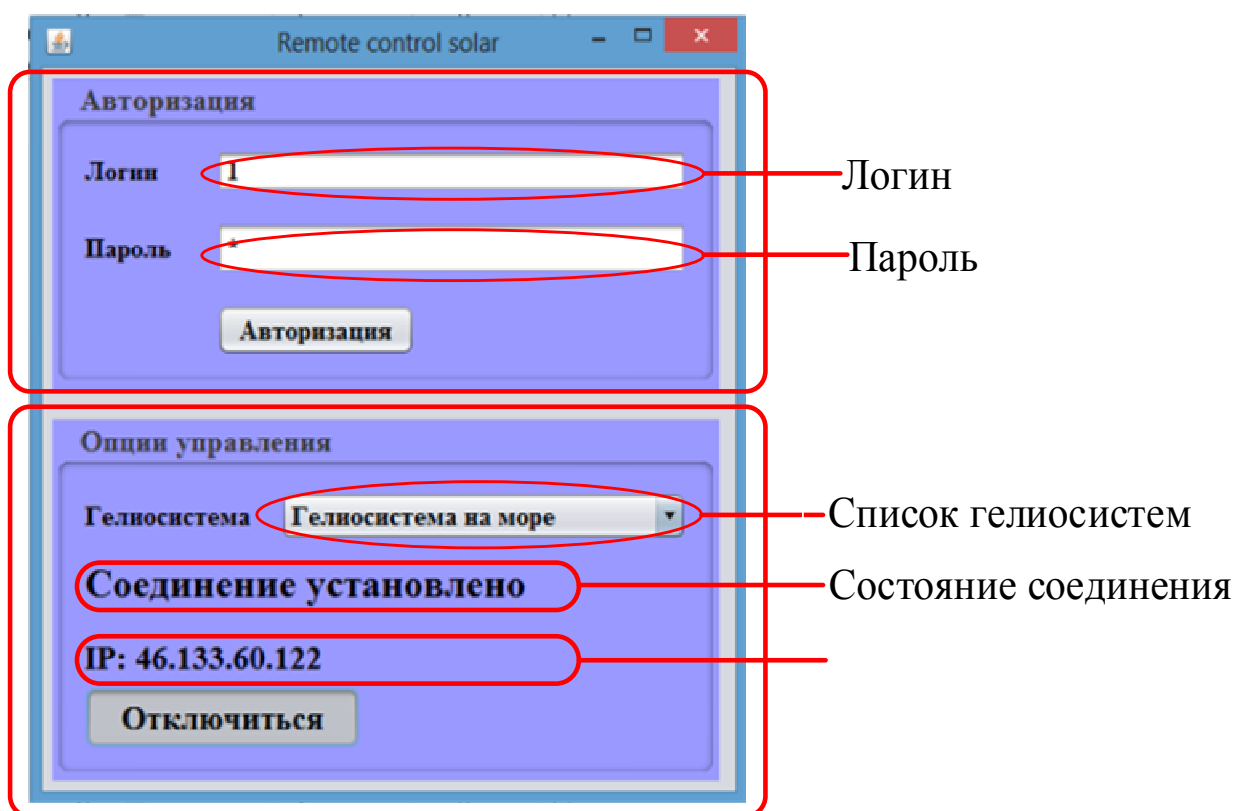 Remote control solar
Авторизация
Логин 1
Логин
Пароль *
Пароль
Авторизация
Опции управления
Гелиосистема Гелиосистема на море
Список гелиосистем
Соединение установлено
Состояние соединения
IP: 46.133.60.122
Отключиться